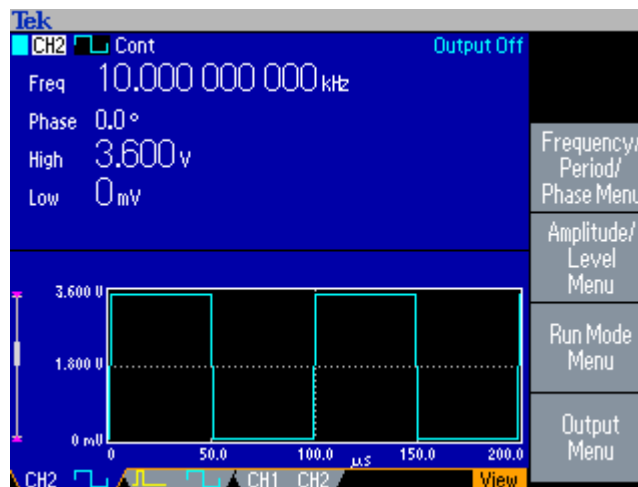 Tek
CH2 Cont Output Off
Freq 10.000 000 000 kHz
Phase 0.0 °
High 3.600 V
Low 0 mV
Frequency/
Period/
Phase Menu
Amplitude/
Level
Menu
Run Mode
Menu
Output
Menu
3.600 V
1.800 V
0 mV
0 50.0 100.0 µs 150.0 200.0
CH2 CH1 CH2 View